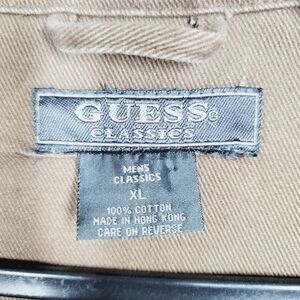 GUESS®
CLASSICS
MENS
CLASSICS
XL
100% COTTON
MADE IN HONG KONG
CARE ON REVERSE